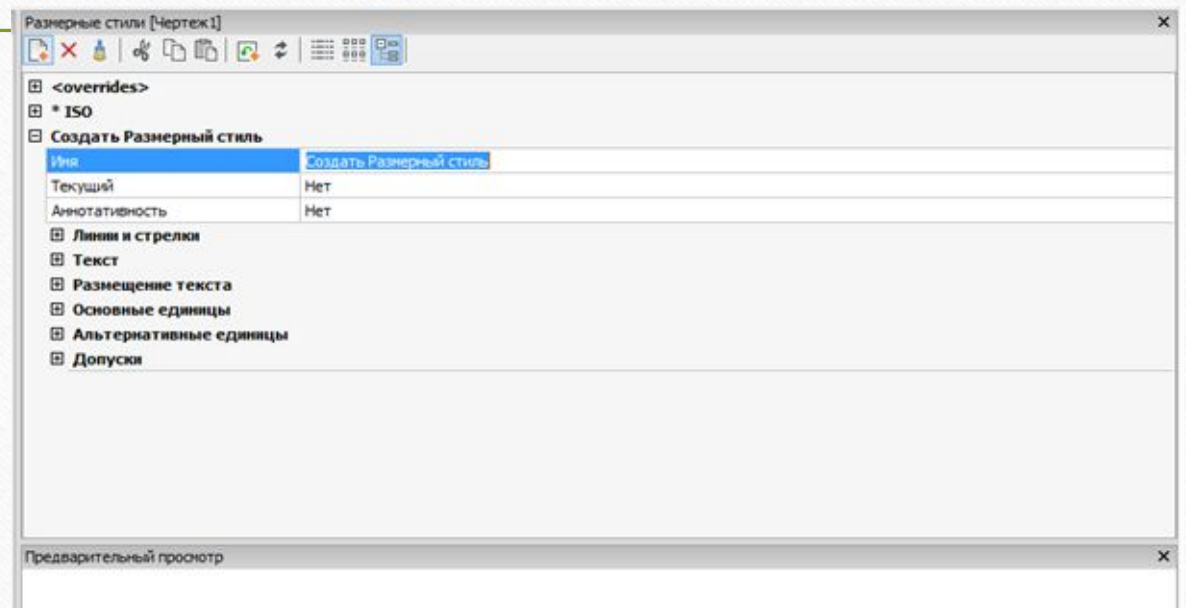 Размерные стили [Чертеж1]
<overrides>
* ISO
Создать Размерный стиль
Имя Создать Размерный стиль
Текущий Нет
Аннотативность Нет
Линии и стрелки
Текст
Размещение текста
Основные единицы
Альтернативные единицы
Допуски
Предварительный просмотр